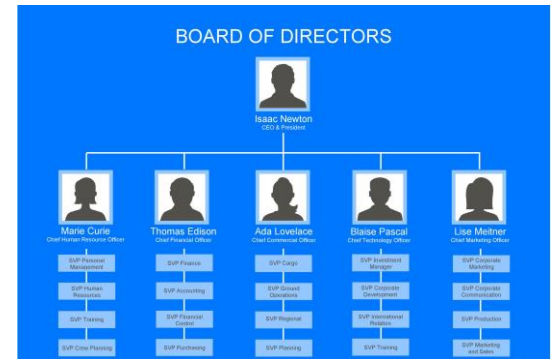 BOARD OF DIRECTORS
Isaac Newton
CEO & President
Marie Curie
Chief Human Resource Officer
Thomas Edison
Chief Financial Officer
Ada Lovelace
Chief Commercial Officer
Blaise Pascal
Chief Technology Officer
Lise Meitner
Chief Marketing Officer
SVP Personal
Management
SVP Finance
SVP Cargo
SVP Investment
Manager
SVP Corporate
Marketing
SVP Human
Resources
SVP Accounting
SVP Ground
Operations
SVP Corporate
Development
SVP Corporate
Communication
SVP Training
SVP Financial
Control
SVP Regional
SVP International
SVP Production
SVP Crew Planning
SVP Purchasing
SVP Planning
SVP Training
SVP Marketing
and Sales